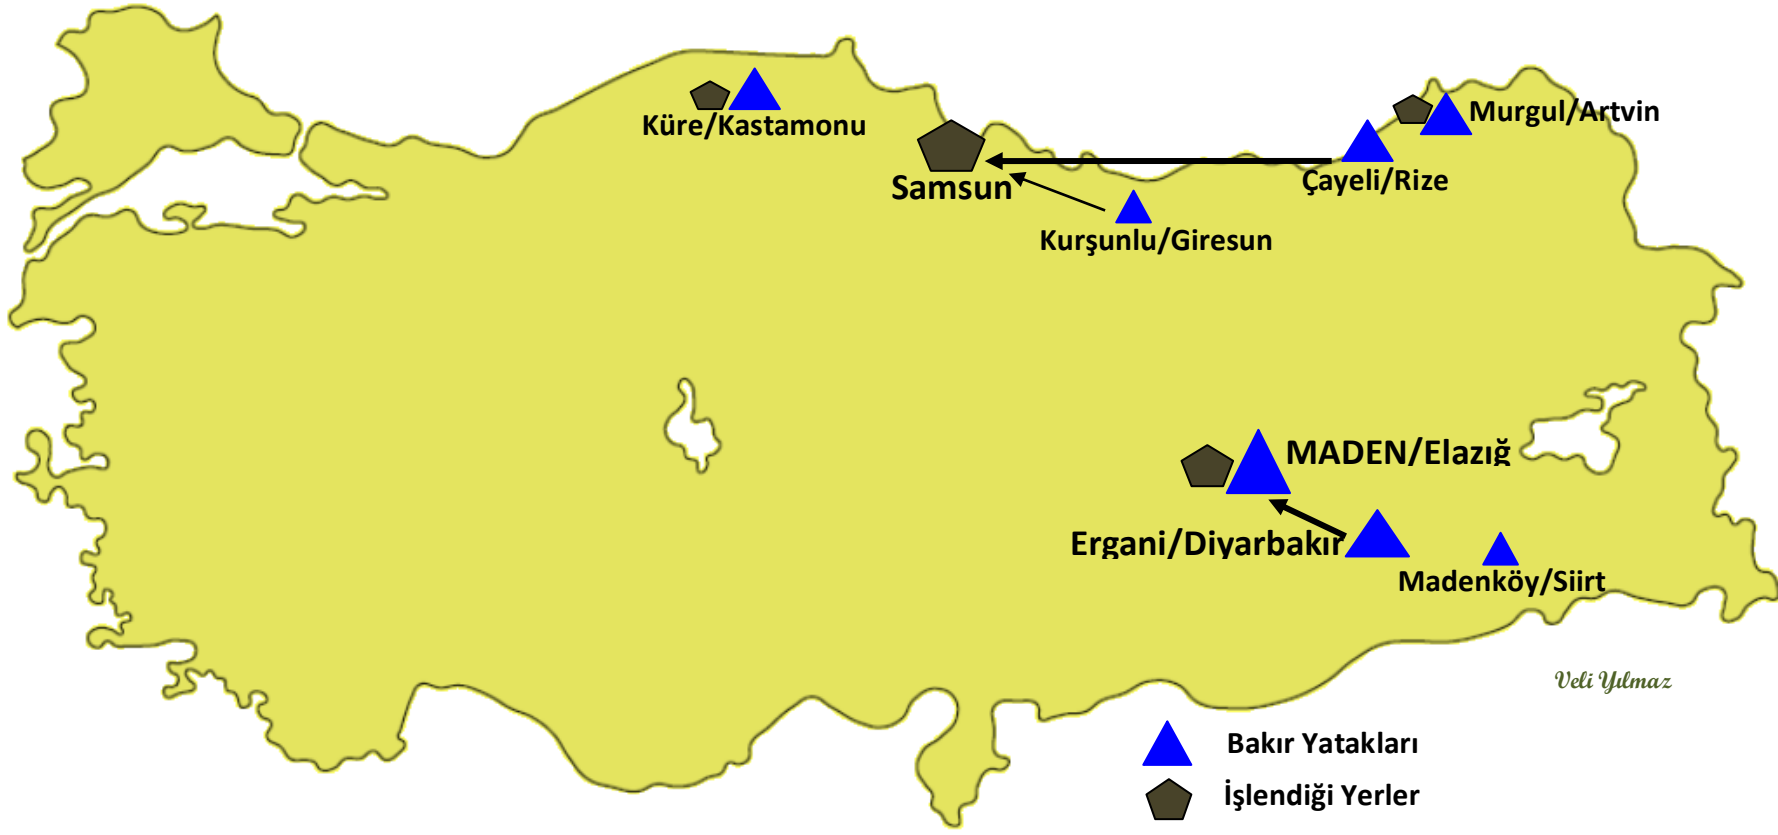 Küre/Kastamonu
Murgul/Artvin
Samsun
Çayeli/Rize
Kurşunlu/Giresun
MADEN/Elazığ
Ergani/Diyarbakır
Madenköy/Siirt
Veli Yılmaz
Bakır Yatakları
İşlendiği Yerler